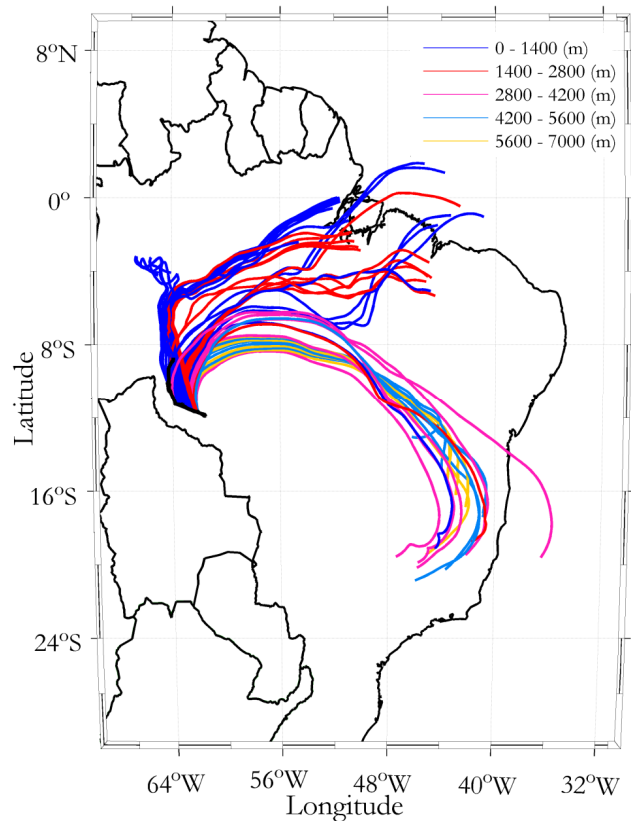 8ºN
0 - 1400 (m)
1400 - 2800 (m)
2800 - 4200 (m)
4200 - 5600 (m)
5600 - 7000 (m)
0º
8ºS
Latitude
16ºS
24ºS
64ºW 56ºW 48ºW 40ºW 32ºW
Longitude